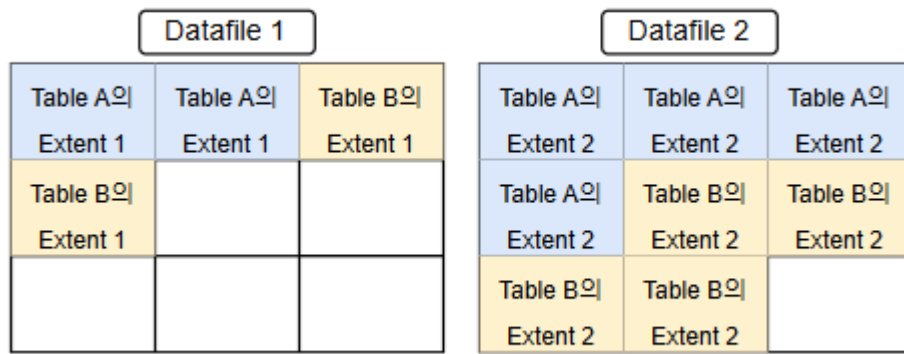 Datafile 1
Table A의
Extent 1
Table A의
Extent 1
Table B의
Extent 1
Table B의
Extent 1
Datafile 2
Table A의
Extent 2
Table A의
Extent 2
Table A의
Extent 2
Table A의
Extent 2
Table B의
Extent 2
Table B의
Extent 2
Table B의
Extent 2
Table B의
Extent 2